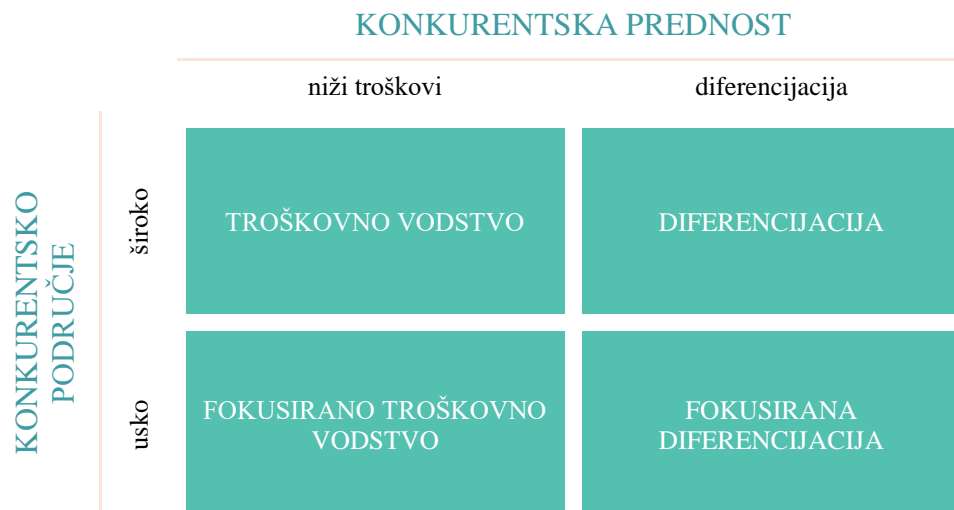 KONKURENTSKA PREDNOST
niži troškovi
diferencijacija
KONKURENTSKO
PODRUČJE
široko
TROŠKOVNO VODSTVO
DIFERENCIJACIJA
usko
FOKUSIRANO TROŠKOVNO
VODSTVO
FOKUSIRANA
DIFERENCIJACIJA